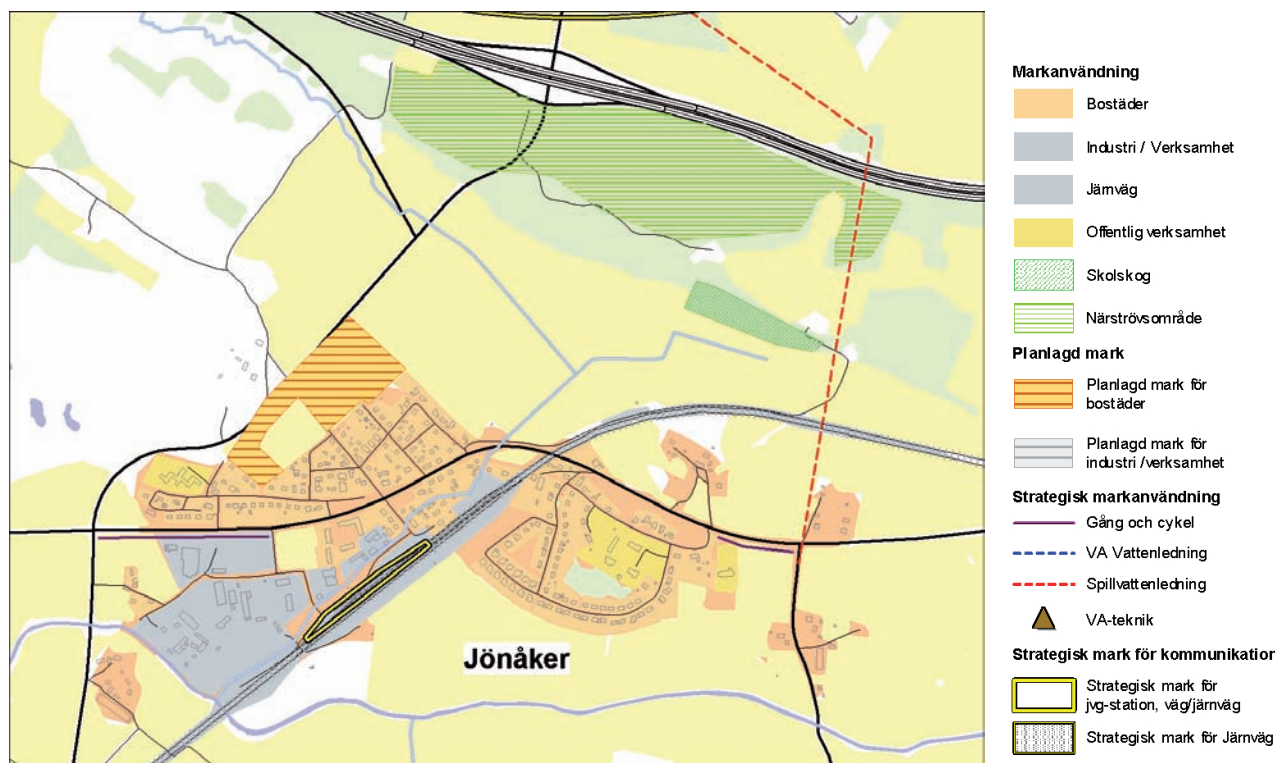 Markanvändning
Bostäder
Industri / Verksamhet
Järnväg
Offentlig verksamhet
Skolskog
Närströvsområde
Planlagd mark
Planlagd mark för
bostäder
Planlagd mark för
industri /verksamhet
Strategisk markanvändning
Gång och cykel
VA Vattenledning
Spillvattenledning
VA-teknik
Strategisk mark för kommunikation
Strategisk mark för
jvg-station, väg/järnväg
Strategisk mark för Järnväg
Jönåker